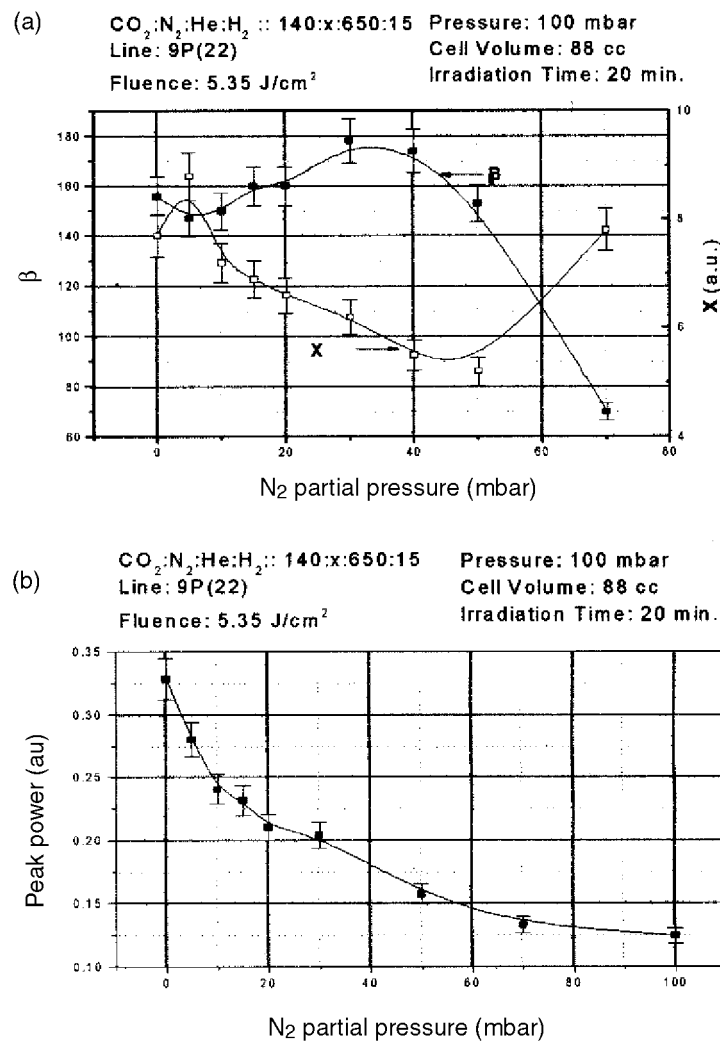 (a)
CO₂:N₂:He:H₂ :: 140:x:650:15
Line: 9P(22)
Fluence: 5.35 J/cm²
Pressure: 100 mbar
Cell Volume: 88 cc
Irradiation Time: 20 min.
180
160
140
120
100
80
60
β
10
8
6
4
X (a.u.)
β
X
0
20
40
60
80
N₂ partial pressure (mbar)
(b)
CO₂:N₂:He:H₂ :: 140:x:650:15
Line: 9P(22)
Fluence: 5.35 J/cm²
Pressure: 100 mbar
Cell Volume: 88 cc
Irradiation Time: 20 min.
0.35
0.30
0.25
0.20
0.15
0.10
Peak power (au)
0
20
40
60
80
100
N₂ partial pressure (mbar)